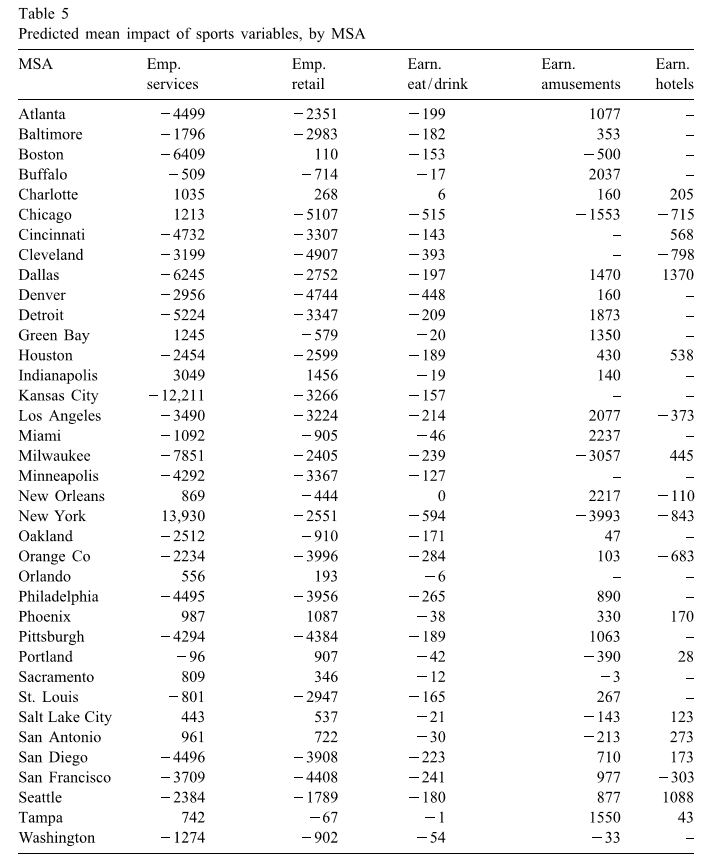 Table 5
Predicted mean impact of sports variables, by MSA
MSA Emp. Emp. Earn. Earn. Earn.
services retail eat/drink amusements hotels
Atlanta −4499 −2351 −199 1077 –
Baltimore −1796 −2983 −182 353 –
Boston −6409 110 −153 −500 –
Buffalo −509 −714 −17 2037 –
Charlotte 1035 268 6 160 205
Chicago 1213 −5107 −515 −1553 −715
Cincinnati −4732 −3307 −143 – 568
Cleveland −3199 −4907 −393 – −798
Dallas −6245 −2752 −197 1470 1370
Denver −2956 −4744 −448 160 –
Detroit −5224 −3347 −209 1873 –
Green Bay 1245 −579 −20 1350 –
Houston −2454 −2599 −189 430 538
Indianapolis 3049 1456 −19 140 –
Kansas City −12,211 −3266 −157 – –
Los Angeles −3490 −3224 −214 2077 −373
Miami −1092 −905 −46 2237 –
Milwaukee −7851 −2405 −239 −3057 445
Minneapolis −4292 −3367 −127 – –
New Orleans 869 −444 0 2217 −110
New York 13,930 −2551 −594 −3993 −843
Oakland −2512 −910 −171 47 –
Orange Co −2234 −3996 −284 103 −683
Orlando 556 193 −6 – –
Philadelphia −4495 −3956 −265 890 –
Phoenix 987 1087 −38 330 170
Pittsburgh −4294 −4384 −189 1063 –
Portland −96 907 −42 −390 28
Sacramento 809 346 −12 −3 –
St. Louis −801 −2947 −165 267 –
Salt Lake City 443 537 −21 −143 123
San Antonio 961 722 −30 −213 273
San Diego −4496 −3908 −223 710 173
San Francisco −3709 −4408 −241 977 −303
Seattle −2384 −1789 −180 877 1088
Tampa 742 −67 −1 1550 43
Washington −1274 −902 −54 −33 –